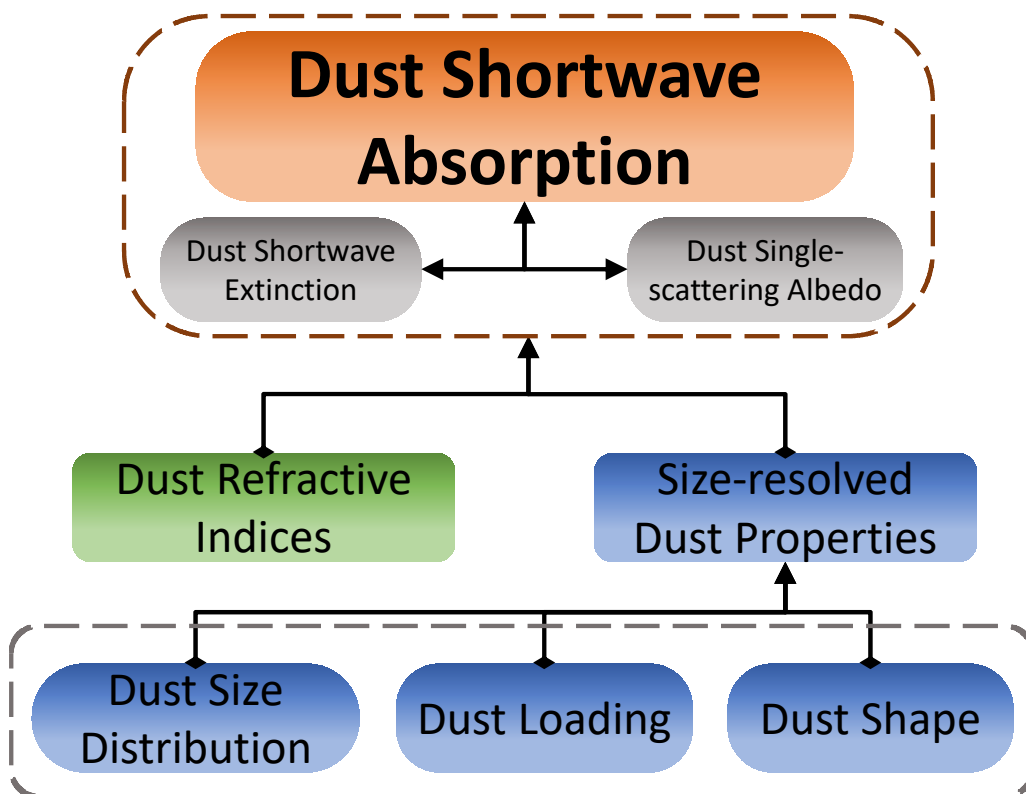 Dust Shortwave
Absorption
Dust Shortwave
Extinction
Dust Single-
scattering Albedo
Dust Refractive
Indices
Size-resolved
Dust Properties
Dust Size
Distribution
Dust Loading
Dust Shape